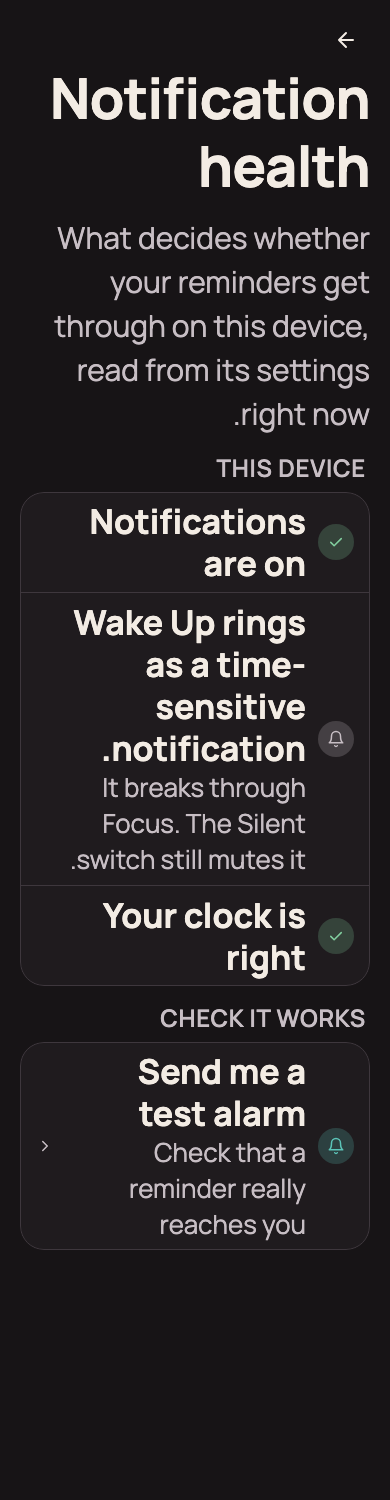 Notification
health
What decides whether
your reminders get
through on this device,
read from its settings
.right now
THIS DEVICE
Notifications
are on
Wake Up rings
as a time-
sensitive
.notification
It breaks through
Focus. The Silent
.switch still mutes it
Your clock is
right
CHECK IT WORKS
Send me a
test alarm
Check that a
reminder really
reaches you